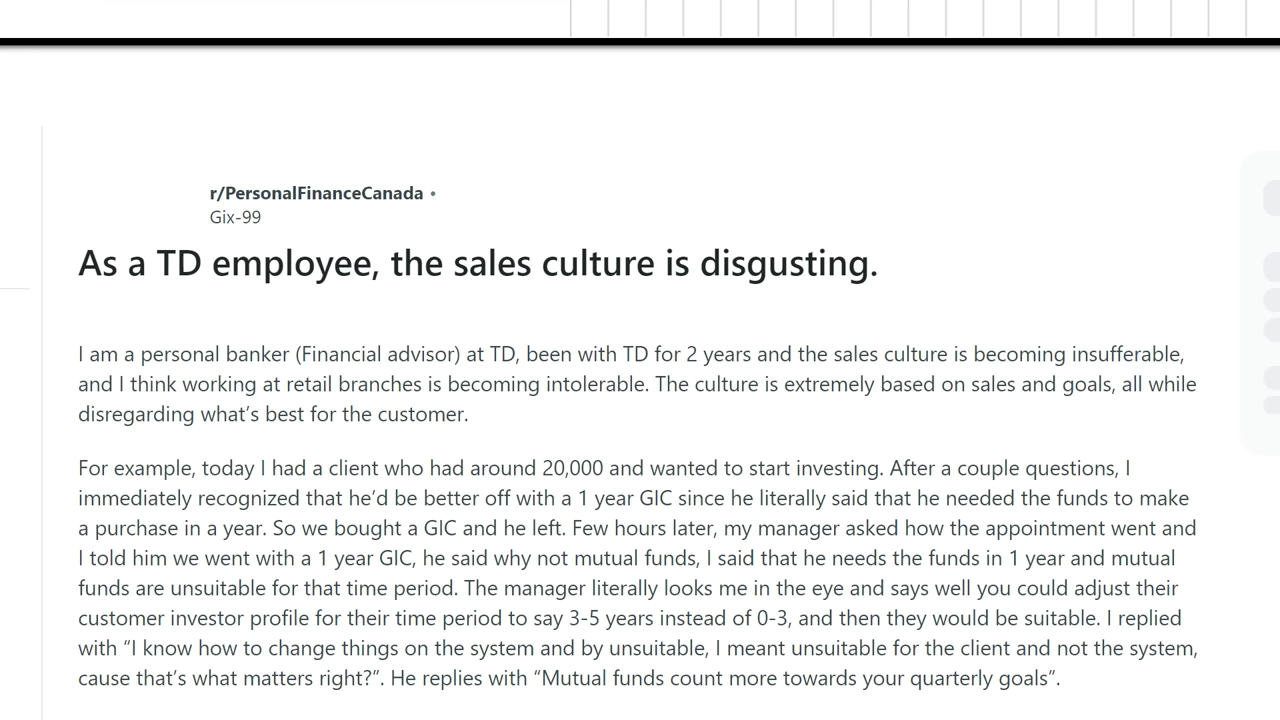 r/PersonalFinanceCanada •
Gix-99
As a TD employee, the sales culture is disgusting.
I am a personal banker (Financial advisor) at TD, been with TD for 2 years and the sales culture is becoming insufferable,
and I think working at retail branches is becoming intolerable. The culture is extremely based on sales and goals, all while
disregarding what’s best for the customer.
For example, today I had a client who had around 20,000 and wanted to start investing. After a couple questions, I
immediately recognized that he’d be better off with a 1 year GIC since he literally said that he needed the funds to make
a purchase in a year. So we bought a GIC and he left. Few hours later, my manager asked how the appointment went and
I told him we went with a 1 year GIC, he said why not mutual funds, I said that he needs the funds in 1 year and mutual
funds are unsuitable for that time period. The manager literally looks me in the eye and says well you could adjust their
customer investor profile for their time period to say 3-5 years instead of 0-3, and then they would be suitable. I replied
with “I know how to change things on the system and by unsuitable, I meant unsuitable for the client and not the system,
cause that’s what matters right?”. He replies with “Mutual funds count more towards your quarterly goals”.